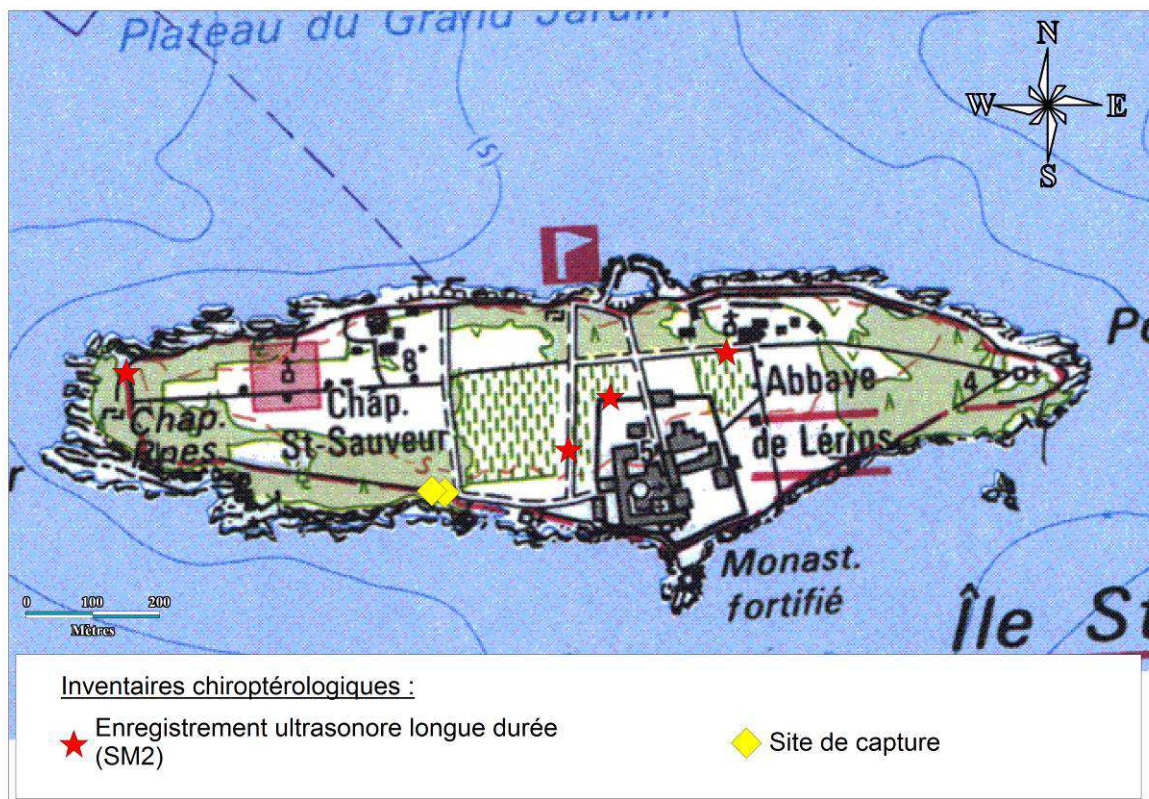 Plateau du Grand Jardin
N
W E
S
(S)
8
Chap.
St-Sauveur
Chap.
Abbaye
de Lérins
4
5
Monast.
fortifié
Île St
0 100 200
Mètres
Inventaires chiroptérologiques :
Enregistrement ultrasonore longue durée
(SM2)
Site de capture